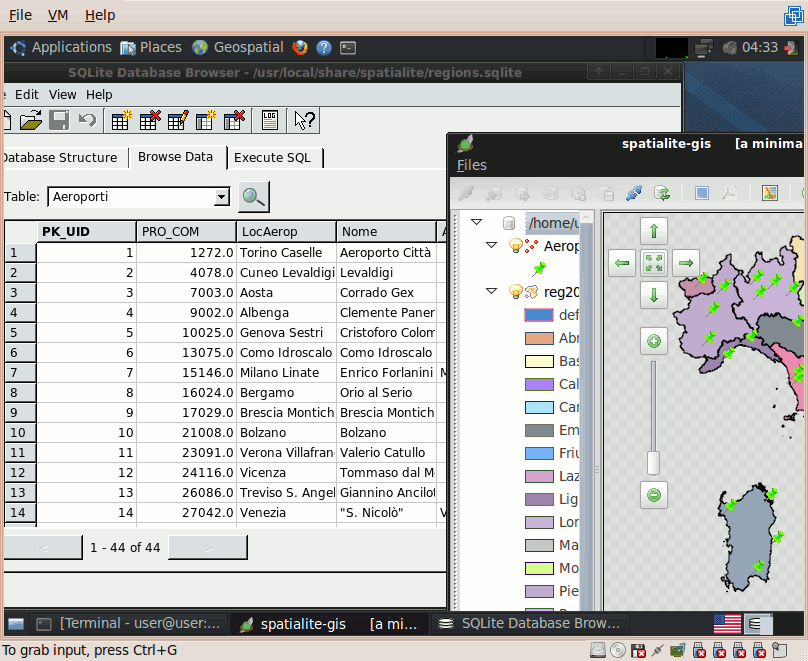 File VM Help
Applications Places Geospatial 04:33
SQLite Database Browser - /usr/local/share/spatialite/regions.sqlite
Edit View Help
LOG
Database Structure Browse Data Execute SQL
Table: Aeroporti
PK_UID PRO_COM LocAerop Nome A
1 1 1272.0 Torino Caselle Aeroporto Città
2 2 4078.0 Cuneo Levaldigi Levaldigi
3 3 7003.0 Aosta Corrado Gex
4 4 9002.0 Albenga Clemente Paner
5 5 10025.0 Genova Sestri Cristoforo Colom
6 6 13075.0 Como Idroscalo Como Idroscalo
7 7 15146.0 Milano Linate Enrico Forlanini M
8 8 16024.0 Bergamo Orio al Serio
9 9 17029.0 Brescia Montich Brescia Montich
10 10 21008.0 Bolzano Bolzano
11 11 23091.0 Verona Villafran Valerio Catullo
12 12 24116.0 Vicenza Tommaso dal M
13 13 26086.0 Treviso S. Angel Giannino Ancilot
14 14 27042.0 Venezia "S. Nicolò" V
< 1 - 44 of 44 >
spatialite-gis [a minima
Files
/home/u
Aerop
reg20
def
Abr
Bas
Cal
Car
Em
Friu
Laz
Lig
Lor
Ma
Mo
Pie
[Terminal - user@user:... spatialite-gis [a mi... SQLite Database Brow...
To grab input, press Ctrl+G